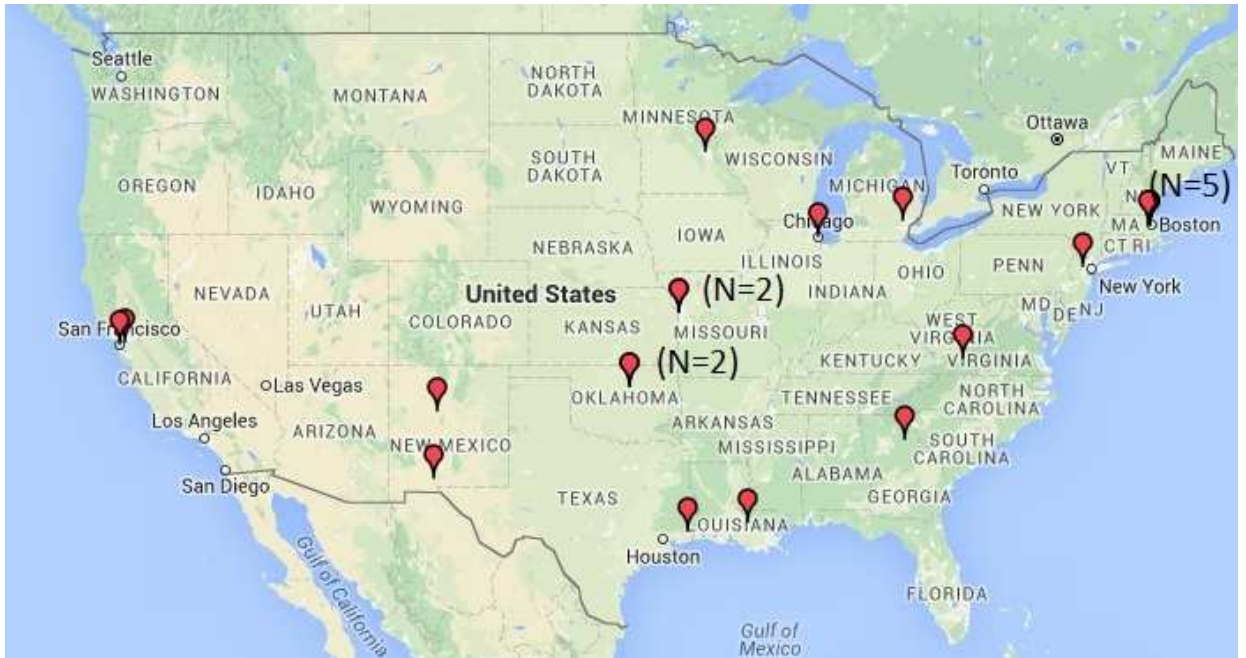 Seattle
WASHINGTON
MONTANA
NORTH
DAKOTA
MINNESOTA
Ottawa
MAINE
VT
(N=5)
OREGON
IDAHO
WYOMING
SOUTH
DAKOTA
WISCONSIN
MICHIGAN
Toronto
NEW YORK
MA
Boston
CT RI
NEBRASKA
IOWA
Chicago
ILLINOIS
INDIANA
OHIO
PENN
New York
NEVADA
UTAH
COLORADO
United States
(N=2)
KANSAS
MISSOURI
WEST
VIRGINIA
MD
DE
NJ
San Francisco
CALIFORNIA
Las Vegas
(N=2)
KENTUCKY
VIRGINIA
Los Angeles
ARIZONA
NEW MEXICO
OKLAHOMA
ARKANSAS
TENNESSEE
NORTH
CAROLINA
San Diego
MISSISSIPPI
SOUTH
CAROLINA
TEXAS
ALABAMA
GEORGIA
LOUISIANA
Houston
FLORIDA
Gulf of California
Gulf of
Mexico